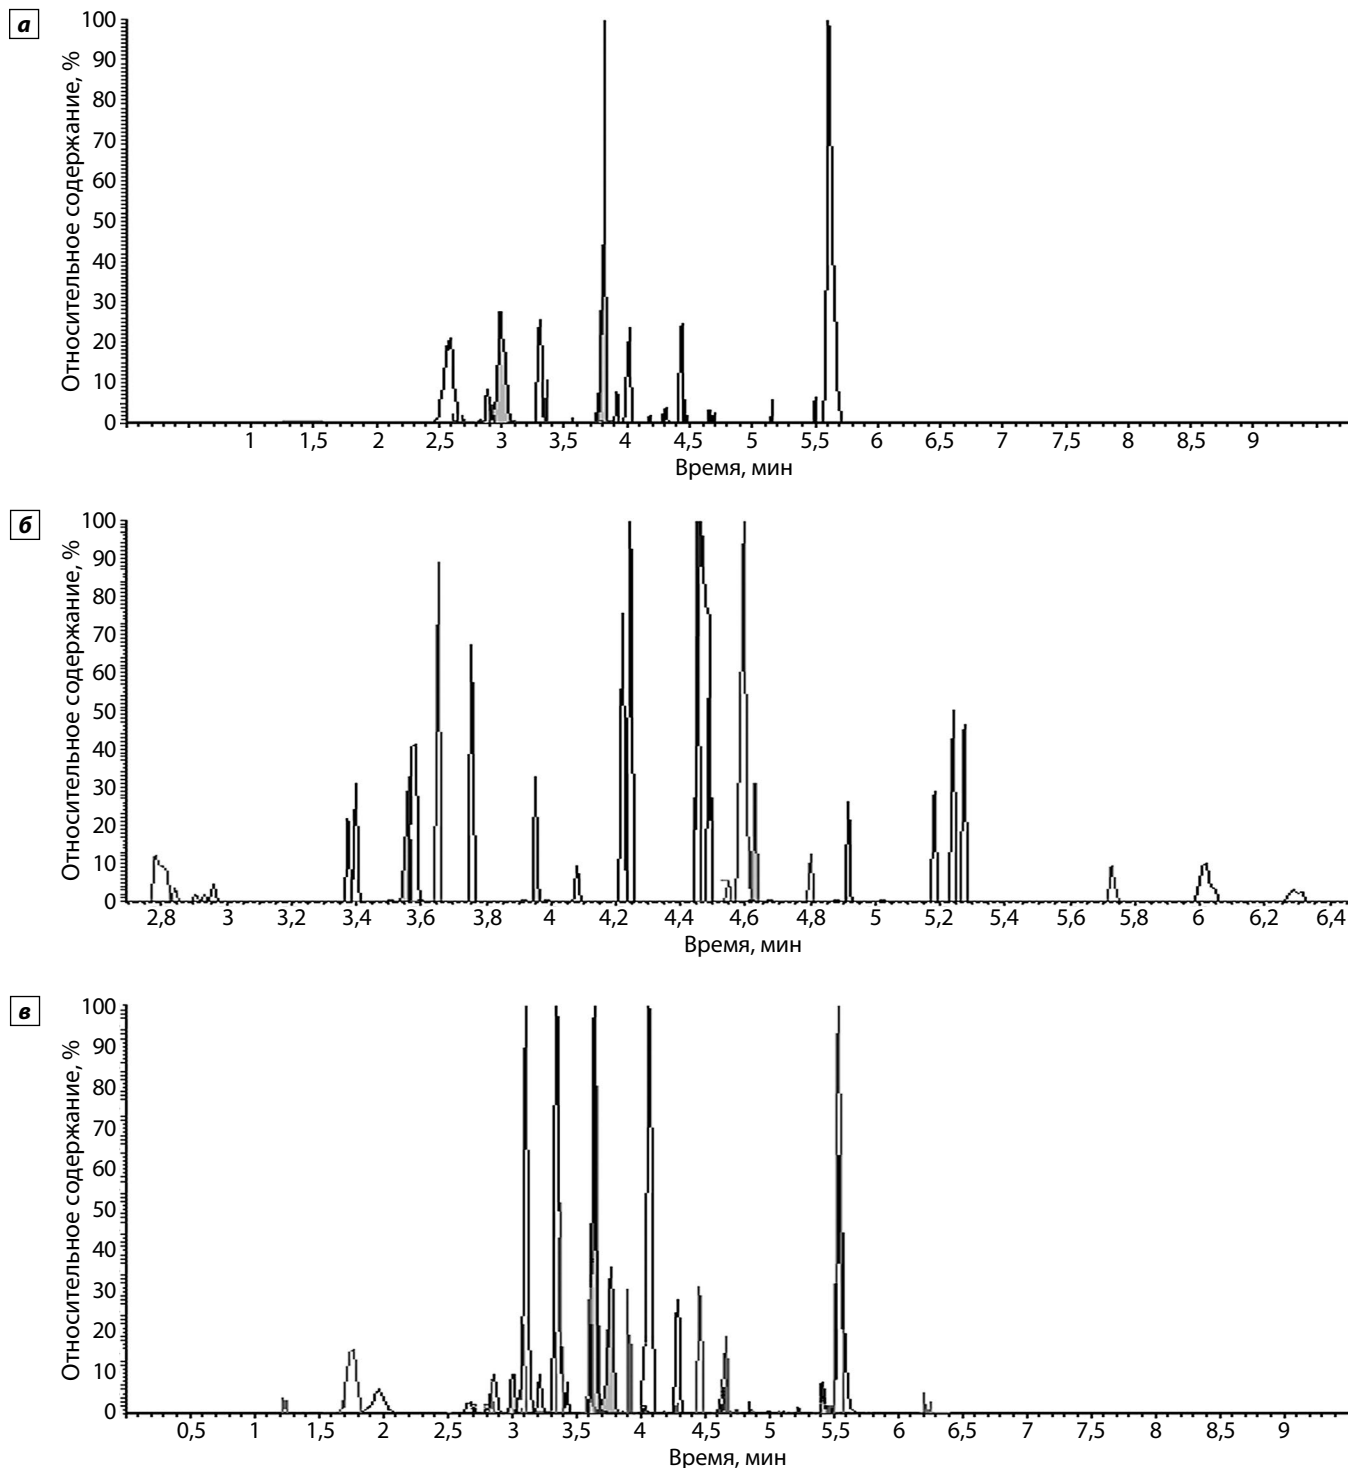 а
Относительное содержание, %
100
90
80
70
60
50
40
30
20
10
0
1 1,5 2 2,5 3 3,5 4 4,5 5 5,5 6 6,5 7 7,5 8 8,5 9
Время, мин
б
Относительное содержание, %
100
90
80
70
60
50
40
30
20
10
0
2,8 3 3,2 3,4 3,6 3,8 4 4,2 4,4 4,6 4,8 5 5,2 5,4 5,6 5,8 6 6,2 6,4
Время, мин
в
Относительное содержание, %
100
90
80
70
60
50
40
30
20
10
0
0,5 1 1,5 2 2,5 3 3,5 4 4,5 5 5,5 6 6,5 7 7,5 8 8,5 9
Время, мин